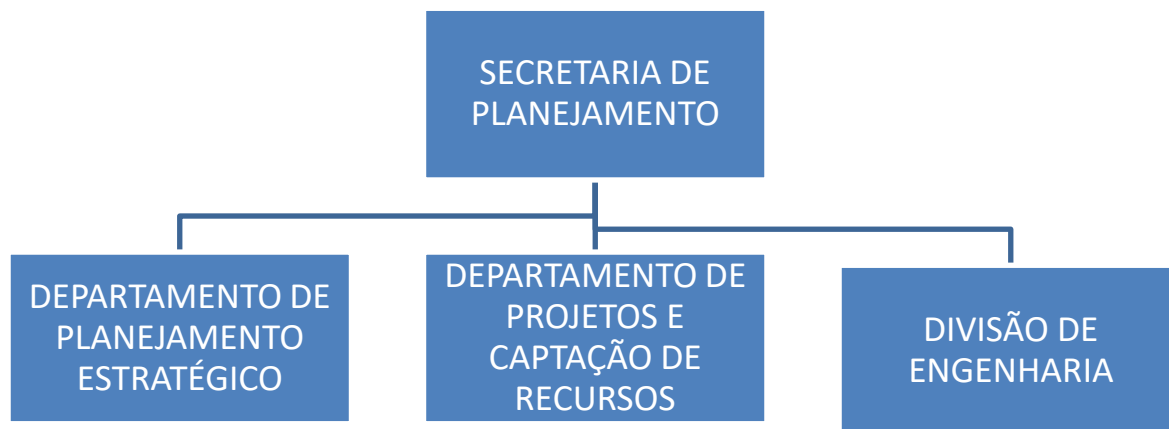 SECRETARIA DE
PLANEJAMENTO
DEPARTAMENTO DE
PLANEJAMENTO
ESTRATÉGICO
DEPARTAMENTO DE
PROJETOS E
CAPTAÇÃO DE
RECURSOS
DIVISÃO DE
ENGENHARIA